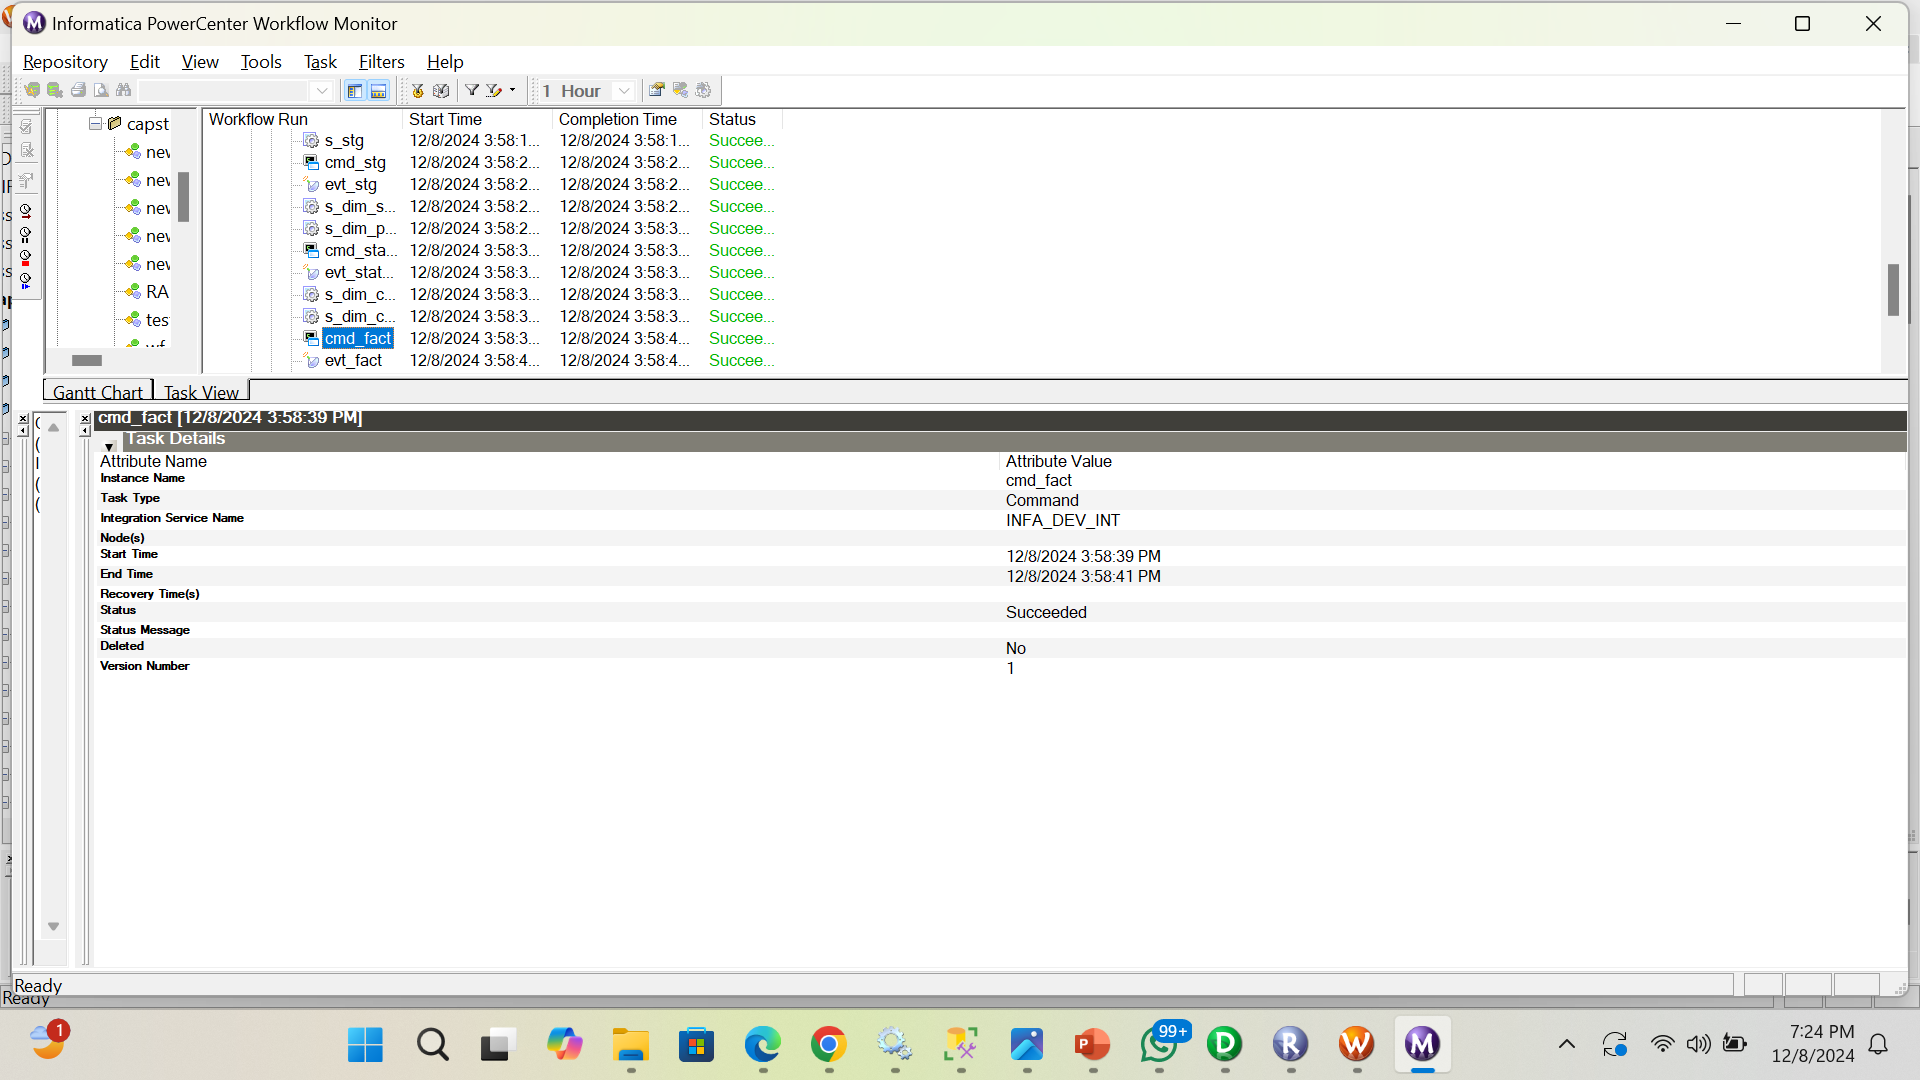 Informatica PowerCenter Workflow Monitor
Repository Edit View Tools Task Filters Help
1 Hour
capst
new
new
new
new
new
RA
tes
wf
Workflow Run Start Time Completion Time Status
s_stg 12/8/2024 3:58:1... 12/8/2024 3:58:1... Succee...
cmd_stg 12/8/2024 3:58:2... 12/8/2024 3:58:2... Succee...
evt_stg 12/8/2024 3:58:2... 12/8/2024 3:58:2... Succee...
s_dim_s... 12/8/2024 3:58:2... 12/8/2024 3:58:2... Succee...
s_dim_p... 12/8/2024 3:58:2... 12/8/2024 3:58:2... Succee...
cmd_sta... 12/8/2024 3:58:3... 12/8/2024 3:58:3... Succee...
evt_stat... 12/8/2024 3:58:3... 12/8/2024 3:58:3... Succee...
s_dim_c... 12/8/2024 3:58:3... 12/8/2024 3:58:3... Succee...
s_dim_c... 12/8/2024 3:58:3... 12/8/2024 3:58:3... Succee...
cmd_fact 12/8/2024 3:58:3... 12/8/2024 3:58:4... Succee...
evt_fact 12/8/2024 3:58:4... 12/8/2024 3:58:4... Succee...
Gantt Chart Task View
cmd_fact [12/8/2024 3:58:39 PM]
Task Details
Attribute Name Attribute Value
Instance Name cmd_fact
Task Type Command
Integration Service Name INFA_DEV_INT
Node(s)
Start Time 12/8/2024 3:58:39 PM
End Time 12/8/2024 3:58:41 PM
Recovery Time(s)
Status Succeeded
Status Message
Deleted No
Version Number 1
Ready
Ready
1
99+
7:24 PM
12/8/2024